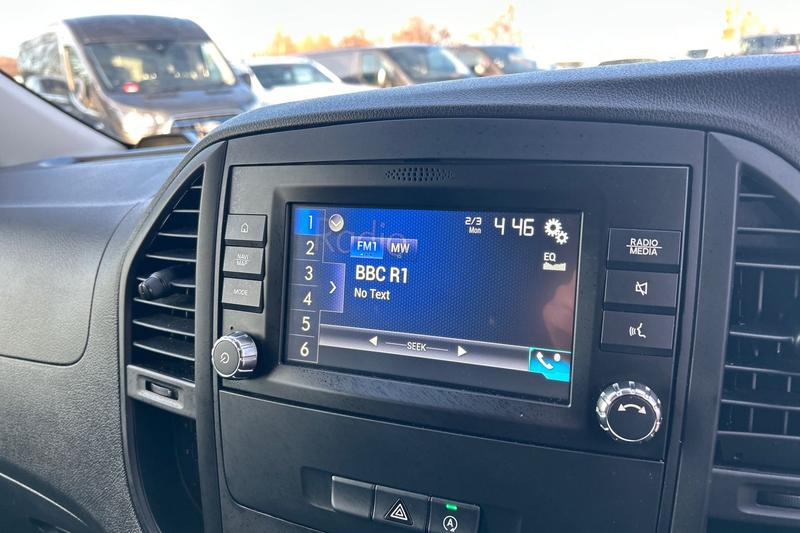 1
2
3
4
5
6
Radio
FM1 MW
BBC R1
No Text
SEEK
2/3
Mon
4 46
EQ
NAVI
MAP
MODE
RADIO
MEDIA
A